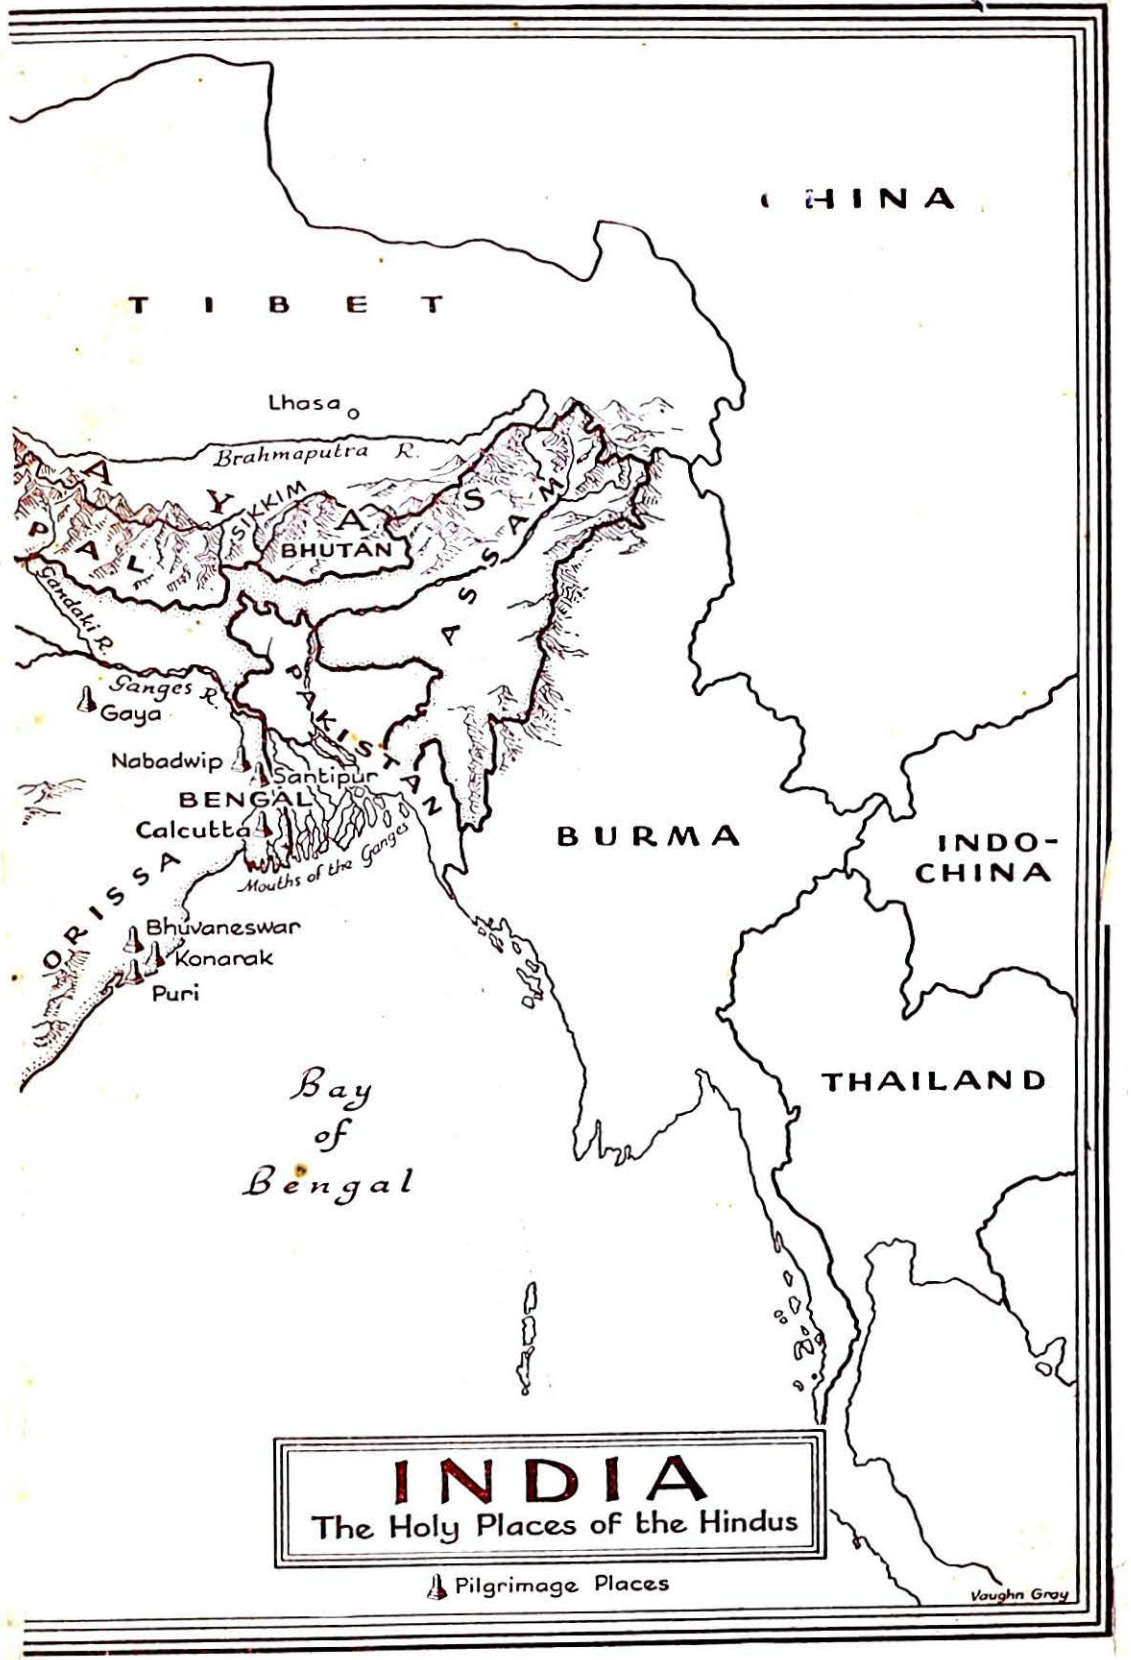 CHINA
TIBET
Lhasa
Brahmaputra R.
AYAS
SIKKIM
BHUTAN
PAL
ASSAM
Gandaki R.
Ganges R.
Gaya
PAKISTAN
Nabadwip
Santipur
BENGAL
Calcutta
Mouths of the Ganges
BURMA
INDO-
CHINA
ORISSA
Bhuvaneswar
Konarak
Puri
THAILAND
Bay
of
Bengal
INDIA
The Holy Places of the Hindus
Pilgrimage Places
Vaughn Gray